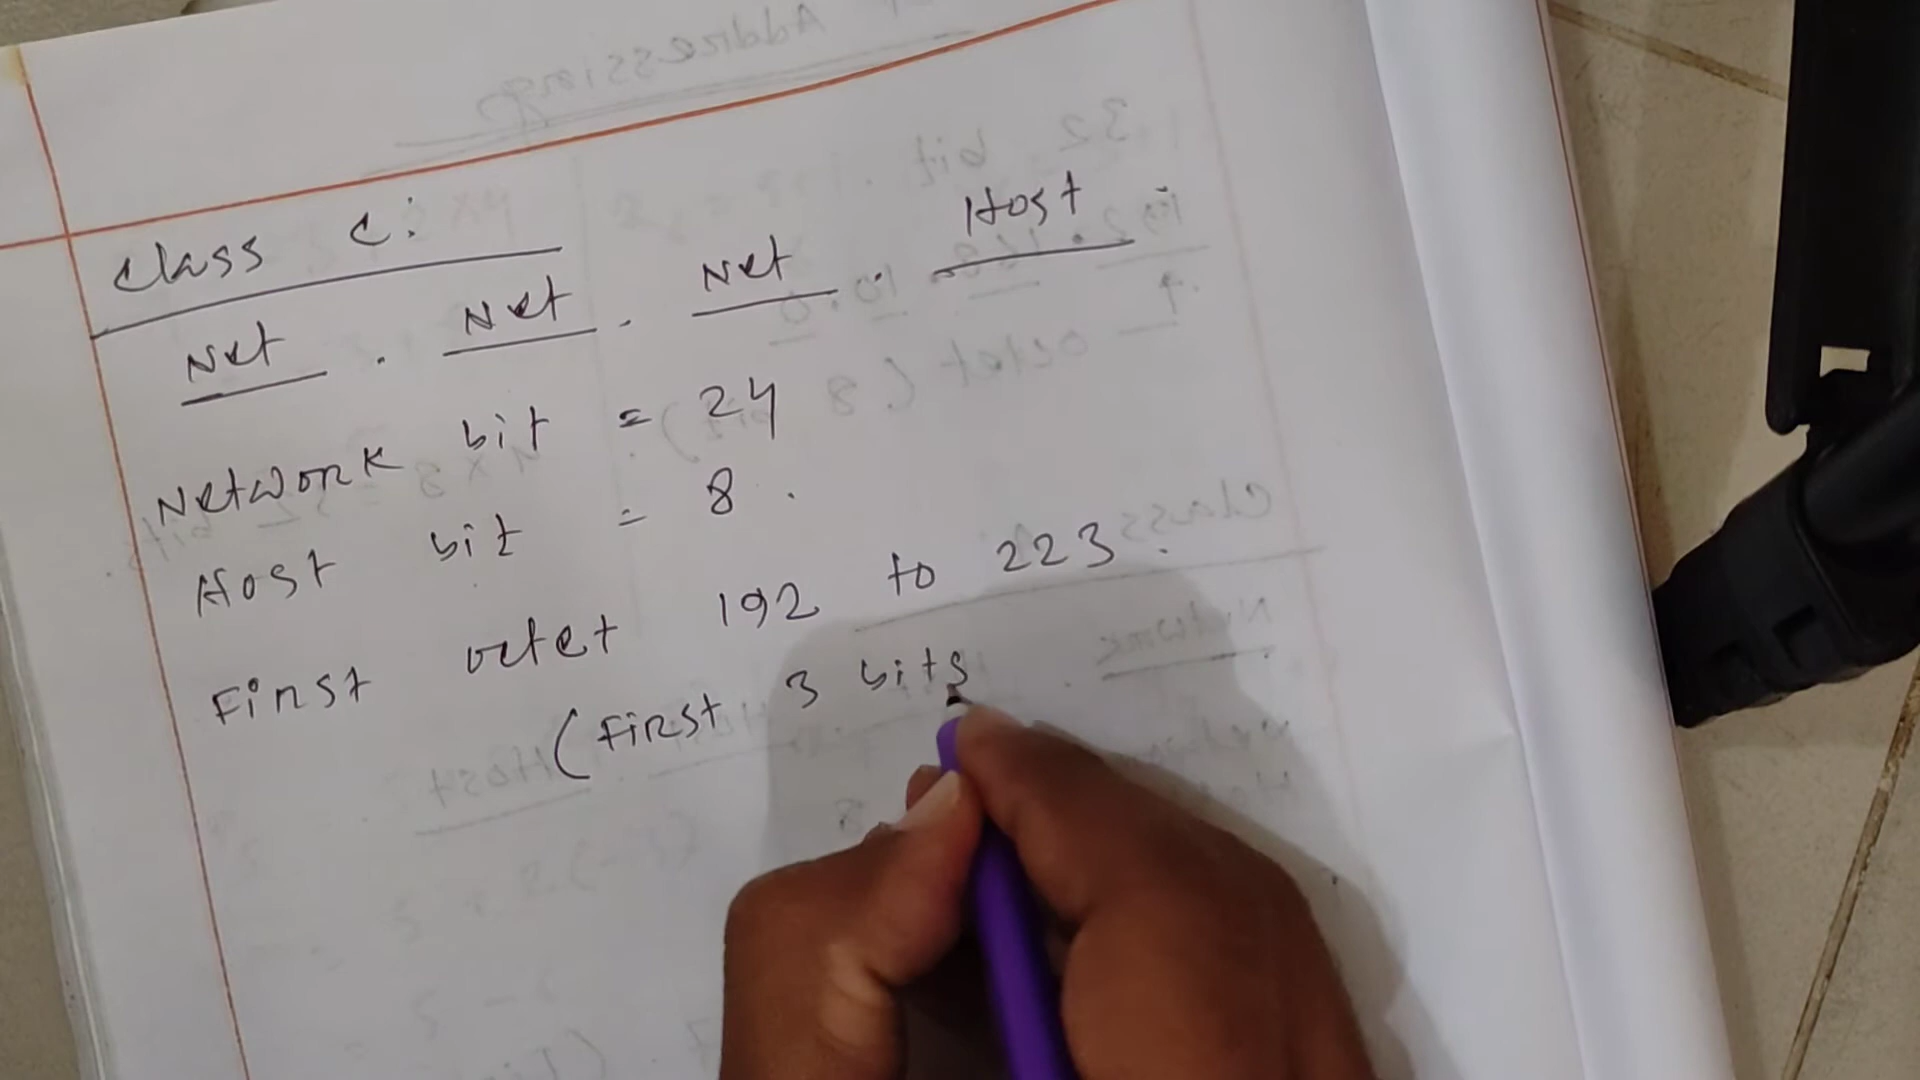 Class C:
Net . Net . Net . Host
Network bit = 24
Host bit = 8 .
First octet 192 to 223 .
(First 3 bits